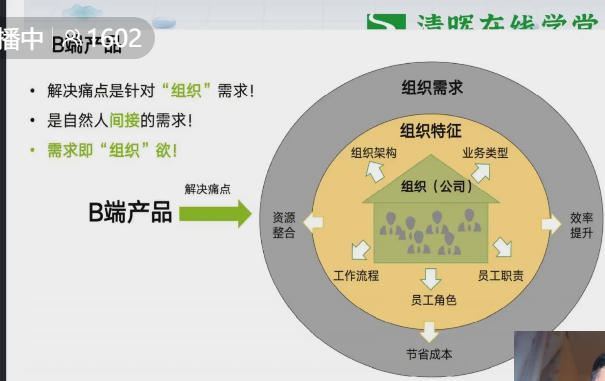 播中 1602
清晖在线学堂
B端产品
• 解决痛点是针对“组织”需求！
• 是自然人间接的需求！
• 需求即“组织”欲！
解决痛点
B端产品
组织需求
组织特征
组织架构
业务类型
组织（公司）
资源
整合
效率
提升
工作流程
员工职责
员工角色
节省成本